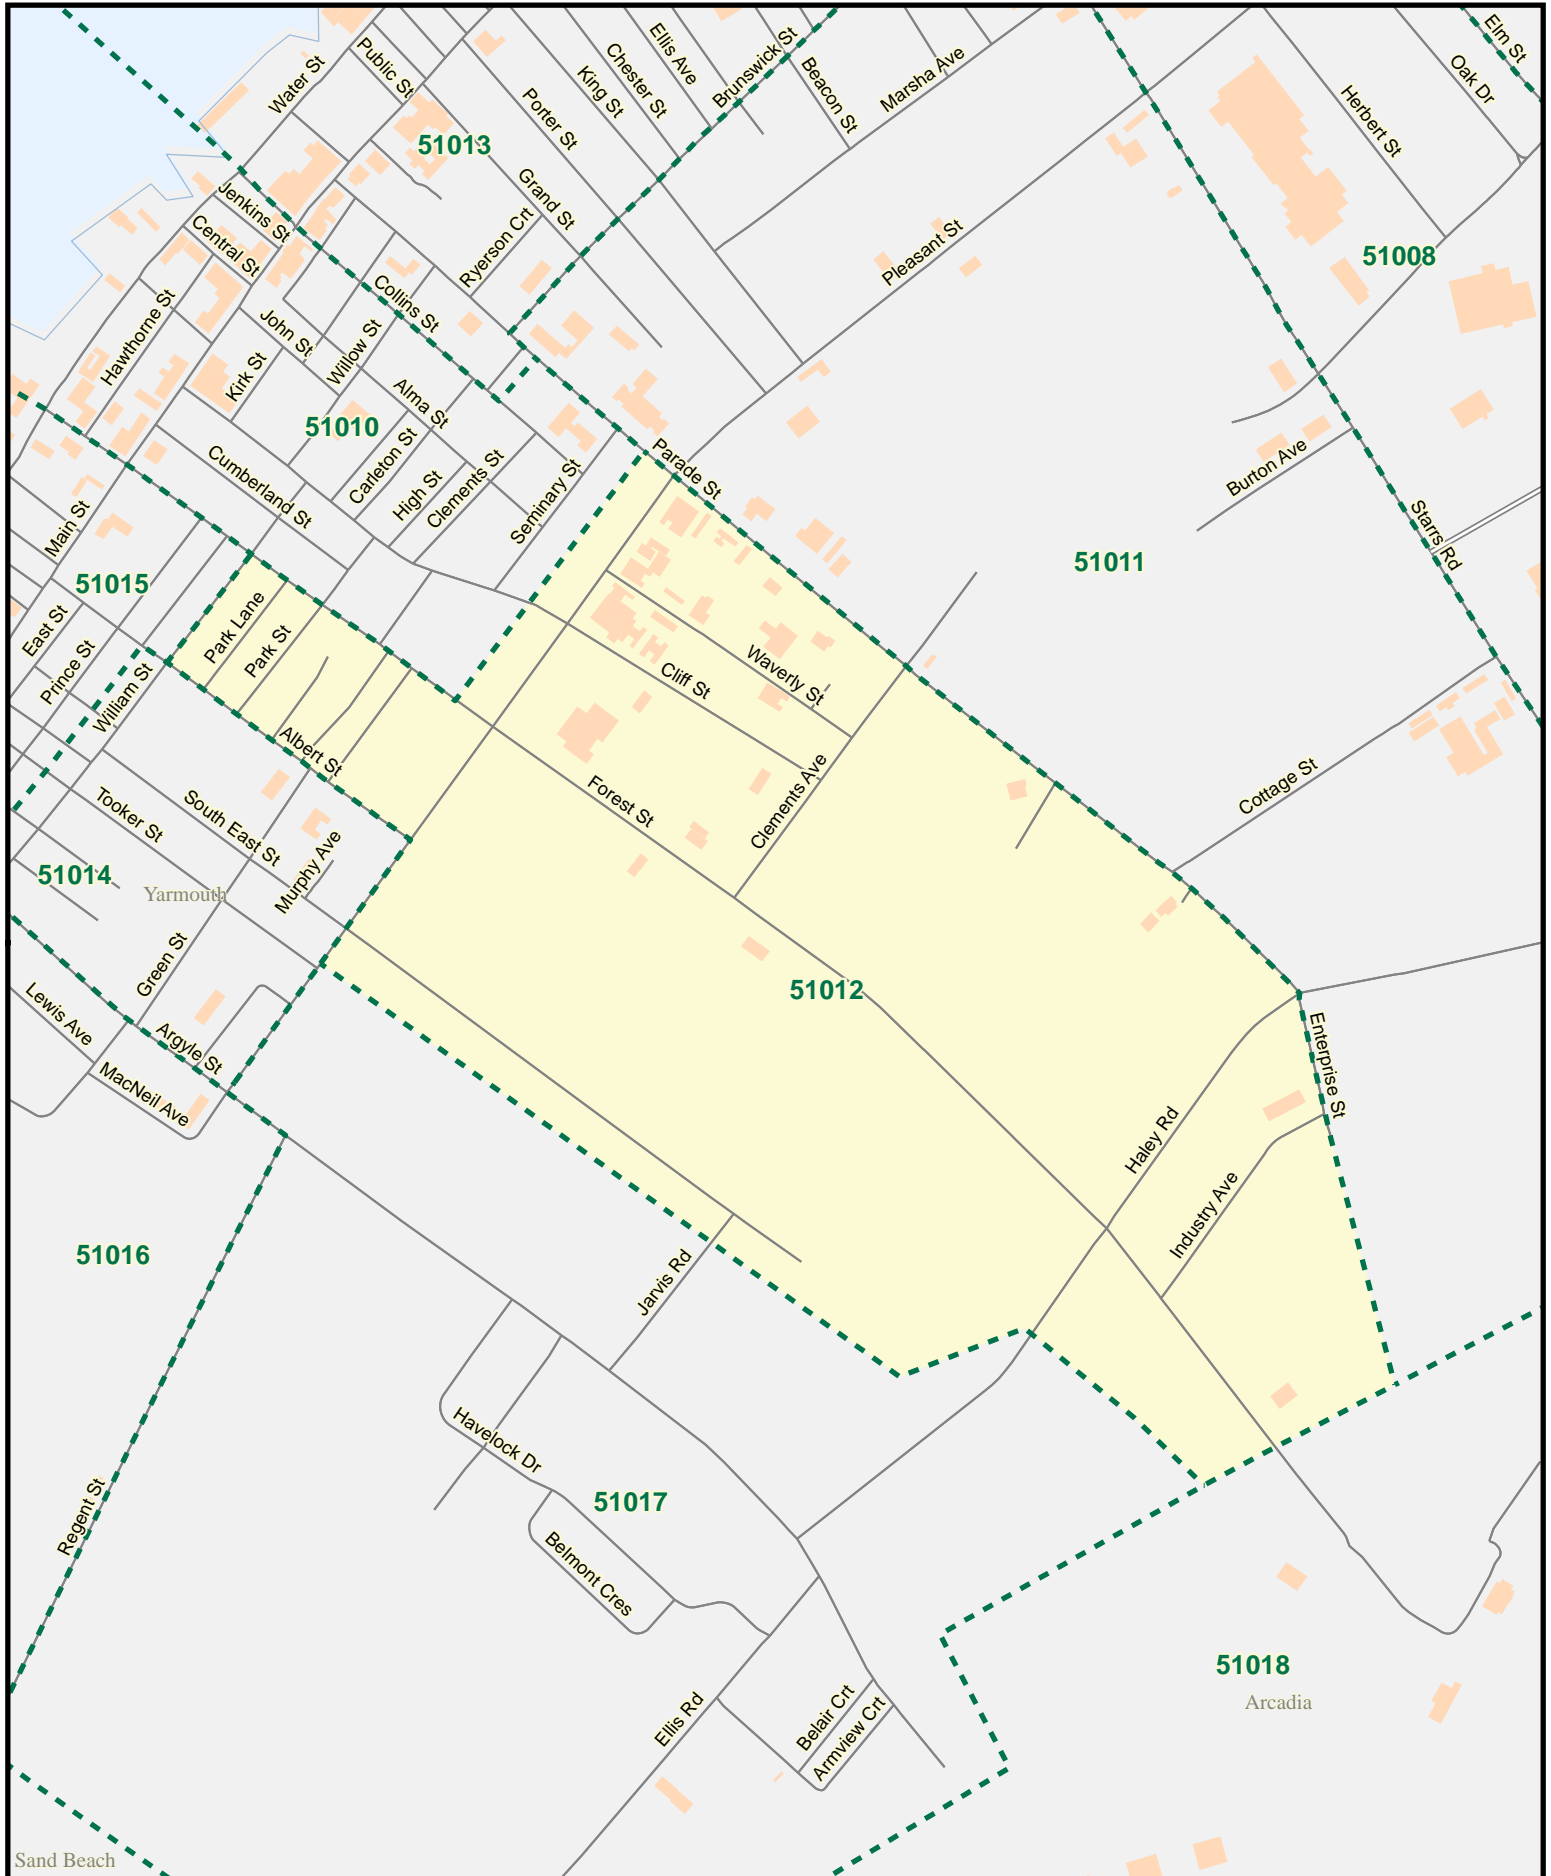 Elm St
Ellis Ave
Brunswick St
Chester St
Public St
Water St
King St
Beacon St
Marsha Ave
Oak Dr
Herbert St
Porter St
51013
Grand St
Jenkins St
Central St
Ryerson Crt
Pleasant St
51008
Collins St
Hawthorne St
John St
Willow St
Kirk St
Alma St
51010
Carleton St
Parade St
Burton Ave
Cumberland St
High St
Clements St
Seminary St
Main St
Starrs Rd
51011
51015
Park Lane
East St
Park St
Prince St
Waverly St
Cliff St
William St
Albert St
Cottage St
Clements Ave
Forest St
Tooker St
South East St
Murphy Ave
51014
Yarmouth
Green St
51012
Lewis Ave
Argyle St
Enterprise St
MacNeil Ave
Haley Rd
Industry Ave
51016
Jarvis Rd
Havelock Dr
51017
Regent St
Belmont Cres
51018
Arcadia
Ellis Rd
Belair Crt
Armview Crt
Sand Beach